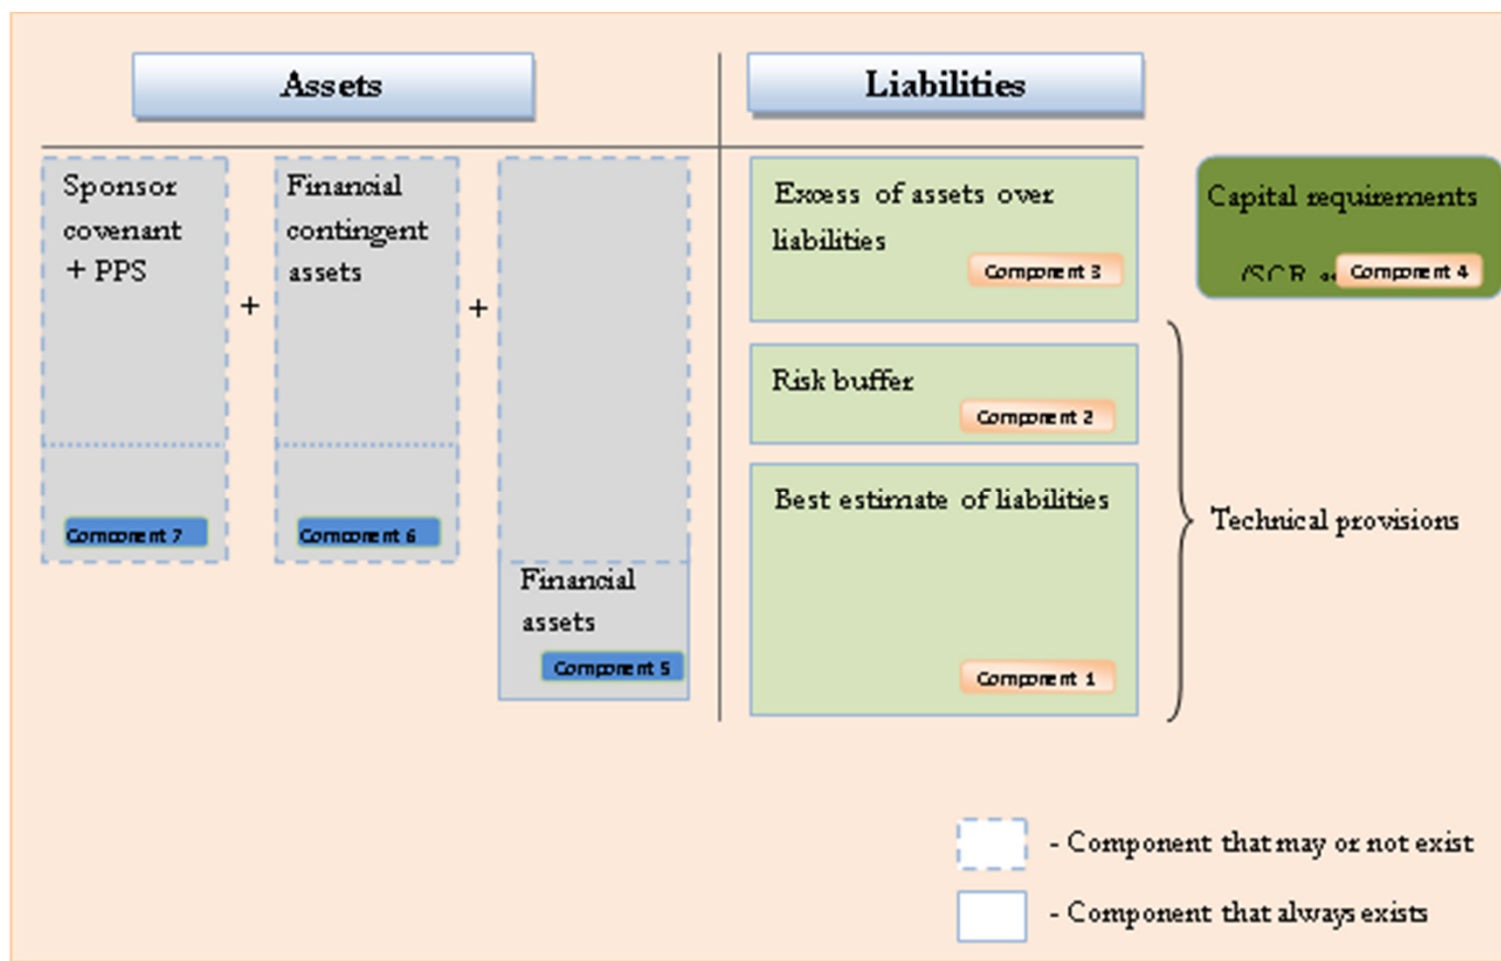 Assets
Liabilities
Sponsor
covenant
+ PPS
+
Financial
contingent
assets
+
Excess of assets over
liabilities
Component 3
Capital requirements
(SCR
Component 4
Risk buffer
Component 2
Best estimate of liabilities
Component 7
Component 6
Technical provisions
Financial
assets
Component 5
Component 1
- Component that may or not exist
- Component that always exists